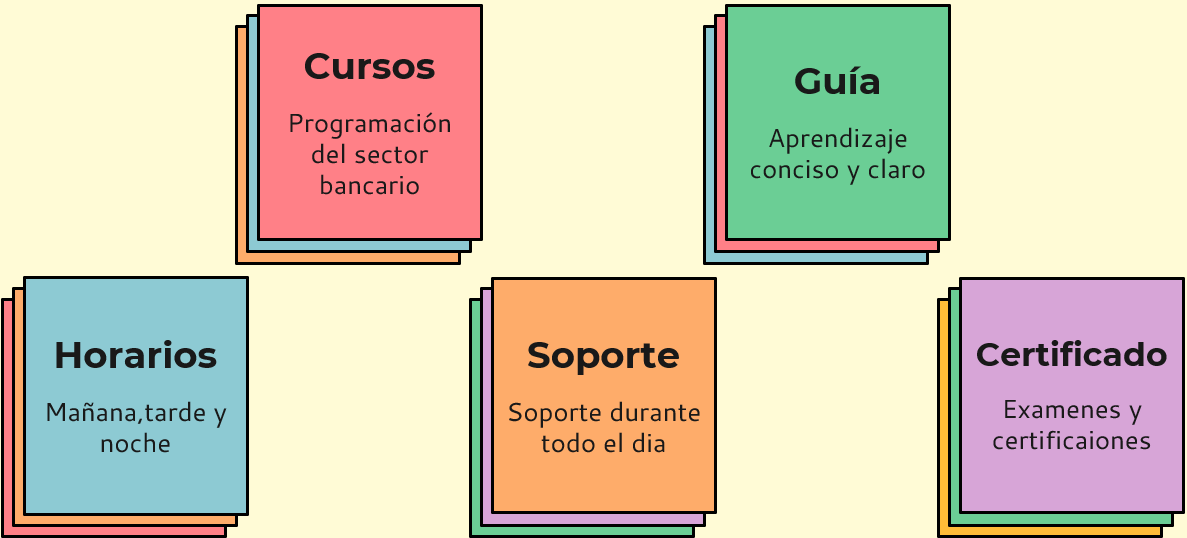 Cursos
Programación
del sector
bancario
Guía
Aprendizaje
conciso y claro
Horarios
Mañana,tarde y
noche
Soporte
Soporte durante
todo el dia
Certificado
Examenes y
certificaiones